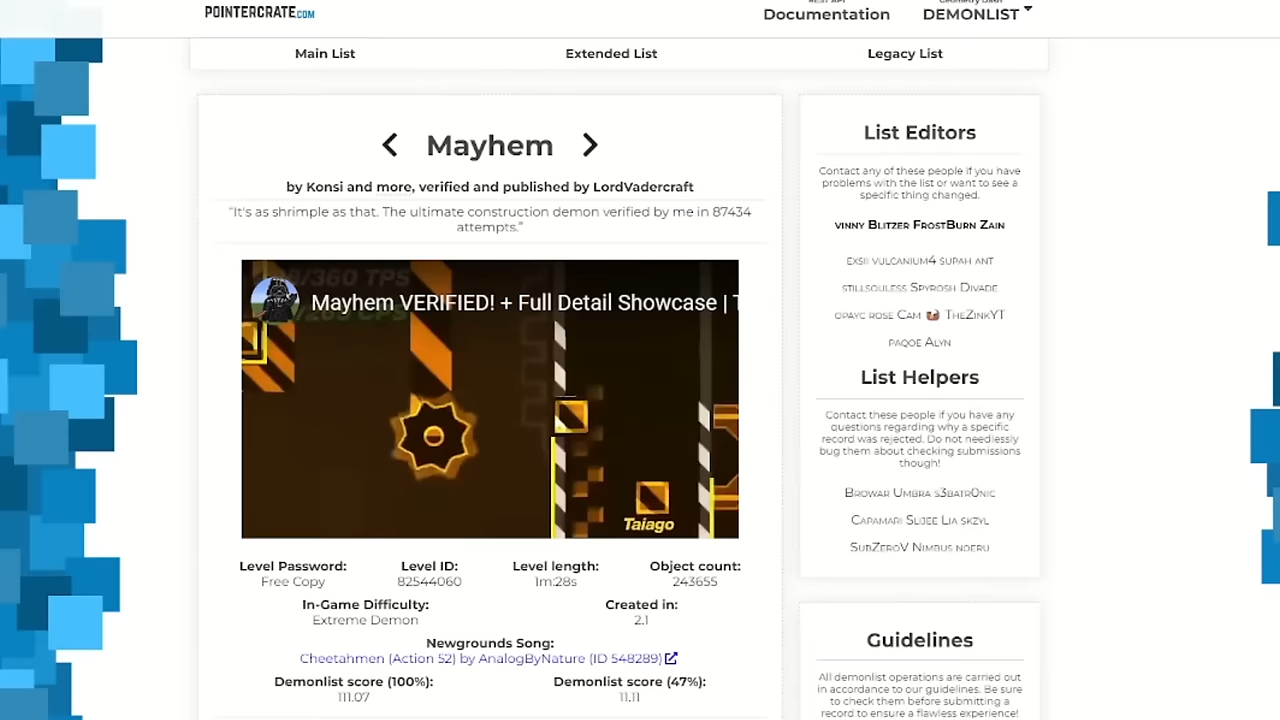 POINTERCRATE.COM
Documentation
DEMONLIST
Main List
Extended List
Legacy List
Mayhem
by Konsi and more, verified and published by LordVadercraft
"It's as shrimple as that. The ultimate construction demon verified by me in 87434
attempts."
/360 TPS
Mayhem VERIFIED! + Full Detail Showcase |
Taiago
Level Password:
Free Copy
Level ID:
82544060
Level length:
1m:28s
Object count:
243655
In-Game Difficulty:
Extreme Demon
Created in:
2.1
Newgrounds Song:
Cheetahmen (Action 52) by AnalogByNature (ID 548289)
Demonlist score (100%):
111.07
Demonlist score (47%):
11.11
List Editors
Contact any of these people if you have
problems with the list or want to see a
specific thing changed.
vinny Blitzer FrostBurn Zain
exsii vulcanium4 supah ant
stillsouless Spyrosh Divade
opayc rose Cam 🦦 TheZinkYT
paqoe Alyn
List Helpers
Contact these people if you have any
questions regarding why a specific
record was rejected. Do not needlessly
bug them about checking submissions
though!
Browar Umbra s3batr0nic
Capamari Slijee Lia skzyl
SubZeroV Nimbus noeru
Guidelines
All demonlist operations are carried out
in accordance to our guidelines. Be sure
to check them before submitting a
record to ensure a flawless experience!